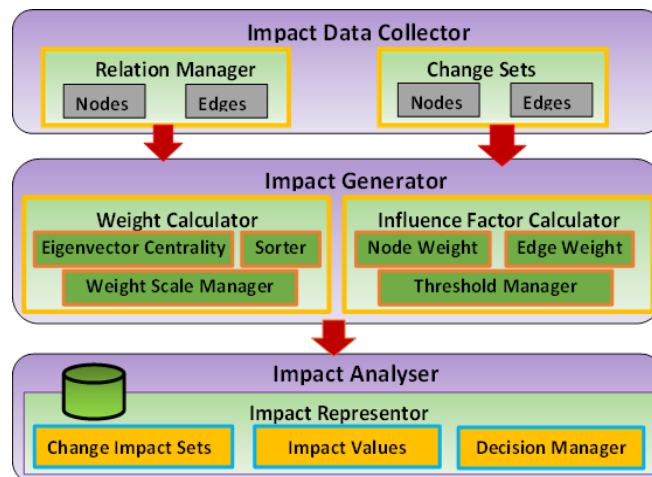 Impact Data Collector
Relation Manager
Change Sets
Nodes
Edges
Nodes
Edges
Impact Generator
Weight Calculator
Influence Factor Calculator
Eigenvector Centrality
Sorter
Node Weight
Edge Weight
Weight Scale Manager
Threshold Manager
Impact Analyser
Impact Representor
Change Impact Sets
Impact Values
Decision Manager